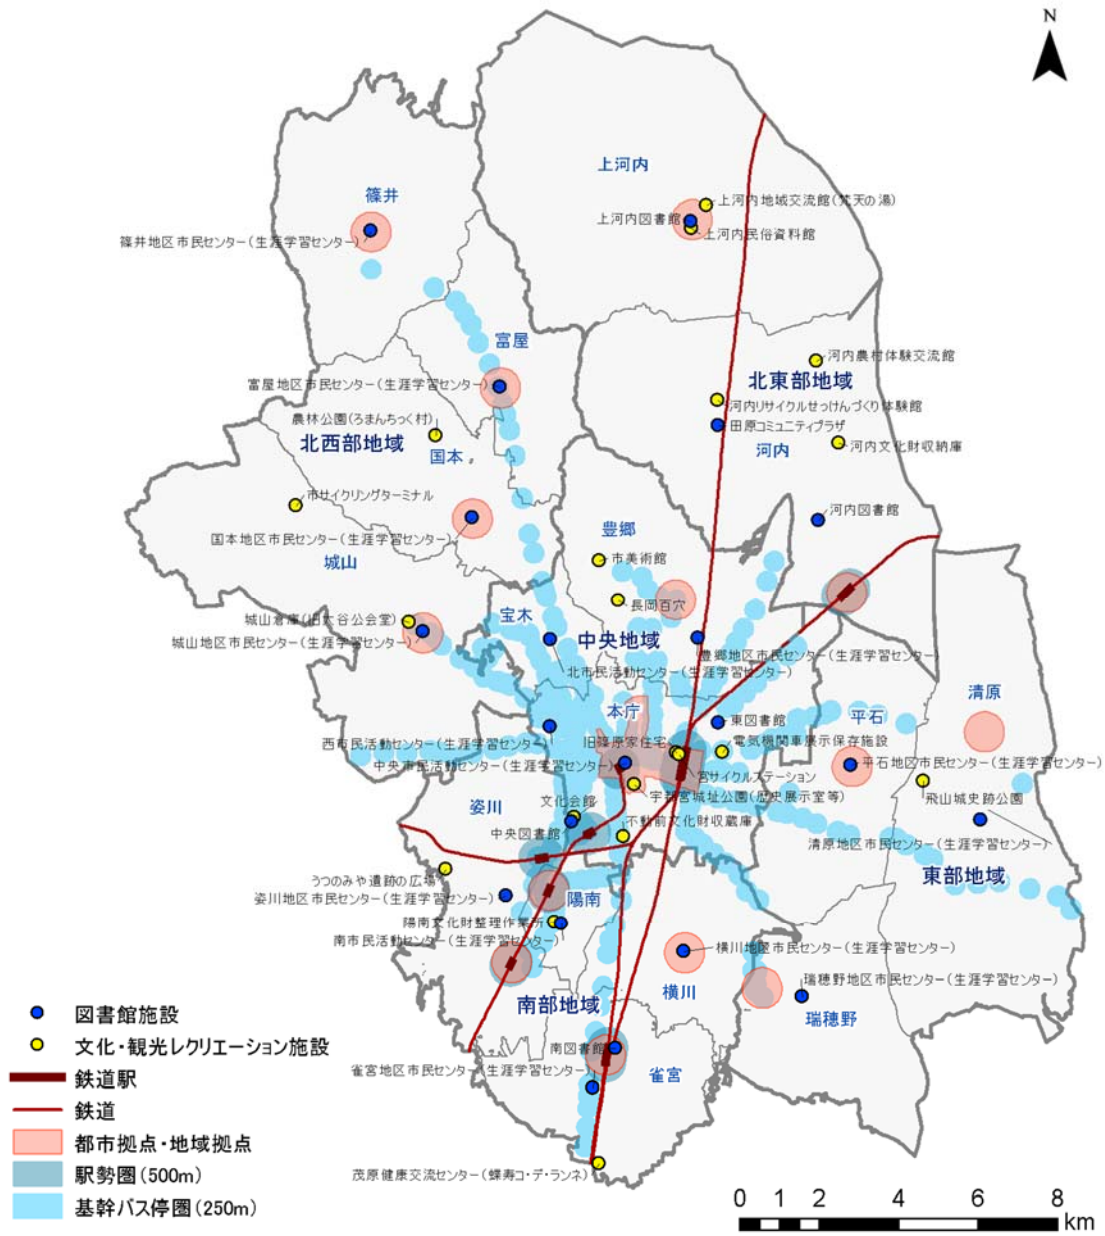 N
上河内
篠井
上河内地域交流館(梵天の湯)
上河内図書館
上河内民俗資料館
篠井地区市民センター(生涯学習センター)
富屋
河内農村体験交流館
北東部地域
富屋地区市民センター(生涯学習センター)
河内リサイクルせっけんづくり体験館
農林公園(ろまんちっく村)
田原コミュニティプラザ
北西部地域
国本
河内
河内文化財収納庫
市サイクリングターミナル
河内図書館
国本地区市民センター(生涯学習センター)
豊郷
城山
市美術館
長岡百穴
城山倉庫(旧大谷公会堂)
宝木
城山地区市民センター(生涯学習センター)
中央地域
豊郷地区市民センター(生涯学習センター)
北市民活動センター(生涯学習センター)
清原
本庁
平石
東図書館
西市民活動センター(生涯学習センター)
旧篠原家住宅
電気機関車展示保存施設
中央市民活動センター(生涯学習センター)
平石地区市民センター(生涯学習センター)
宮サイクルステーション
宇都宮城址公園(歴史展示室等)
飛山城史跡公園
文化会館
姿川
不動前文化財収蔵庫
中央図書館
清原地区市民センター(生涯学習センター)
うつのみや遺跡の広場
東部地域
姿川地区市民センター(生涯学習センター)
陽南
陽南文化財整理作業所
南市民活動センター(生涯学習センター)
横川地区市民センター(生涯学習センター)
瑞穂野地区市民センター(生涯学習センター)
横川
南部地域
瑞穂野
南図書館
雀宮地区市民センター(生涯学習センター)
雀宮
茂原健康交流センター(蝶寿コ・デ・ランネ)
図書館施設
文化・観光レクリエーション施設
鉄道駅
鉄道
都市拠点・地域拠点
駅勢圏(500m)
基幹バス停圏(250m)
0 1 2 4 6 8
km